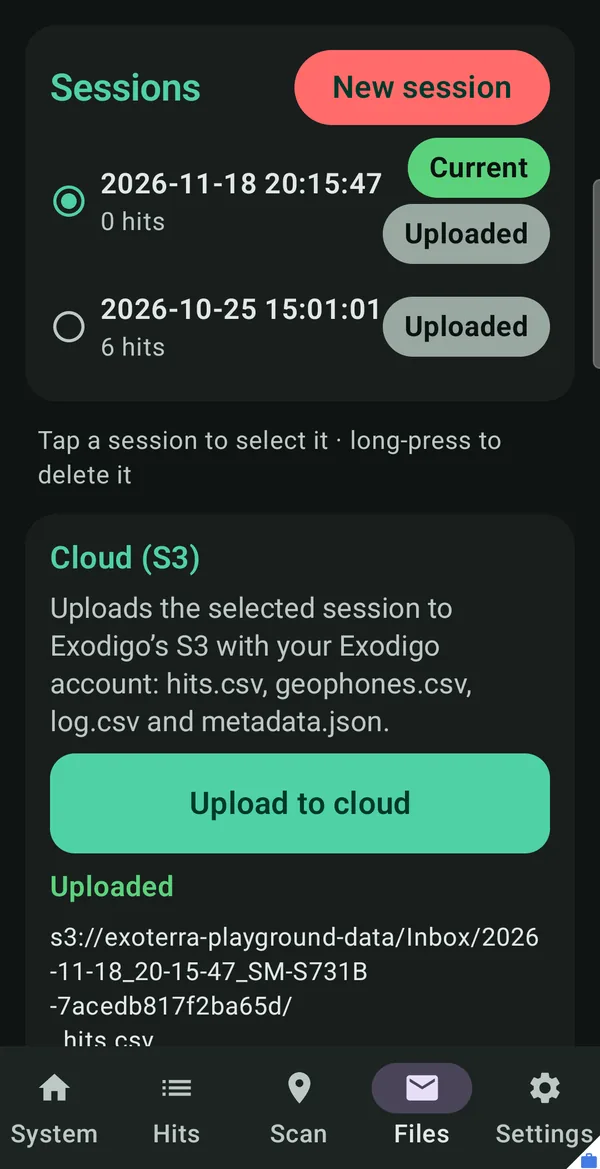 Sessions
New session
2026-11-18 20:15:47
Current
0 hits
Uploaded
2026-10-25 15:01:01
Uploaded
6 hits
Tap a session to select it · long-press to
delete it
Cloud (S3)
Uploads the selected session to
Exodigo’s S3 with your Exodigo
account: hits.csv, geophones.csv,
log.csv and metadata.json.
Upload to cloud
Uploaded
s3://exoterra-playground-data/Inbox/2026
-11-18_20-15-47_SM-S731B
-7acedb817f2ba65d/
hits.csv
System
Hits
Scan
Files
Settings